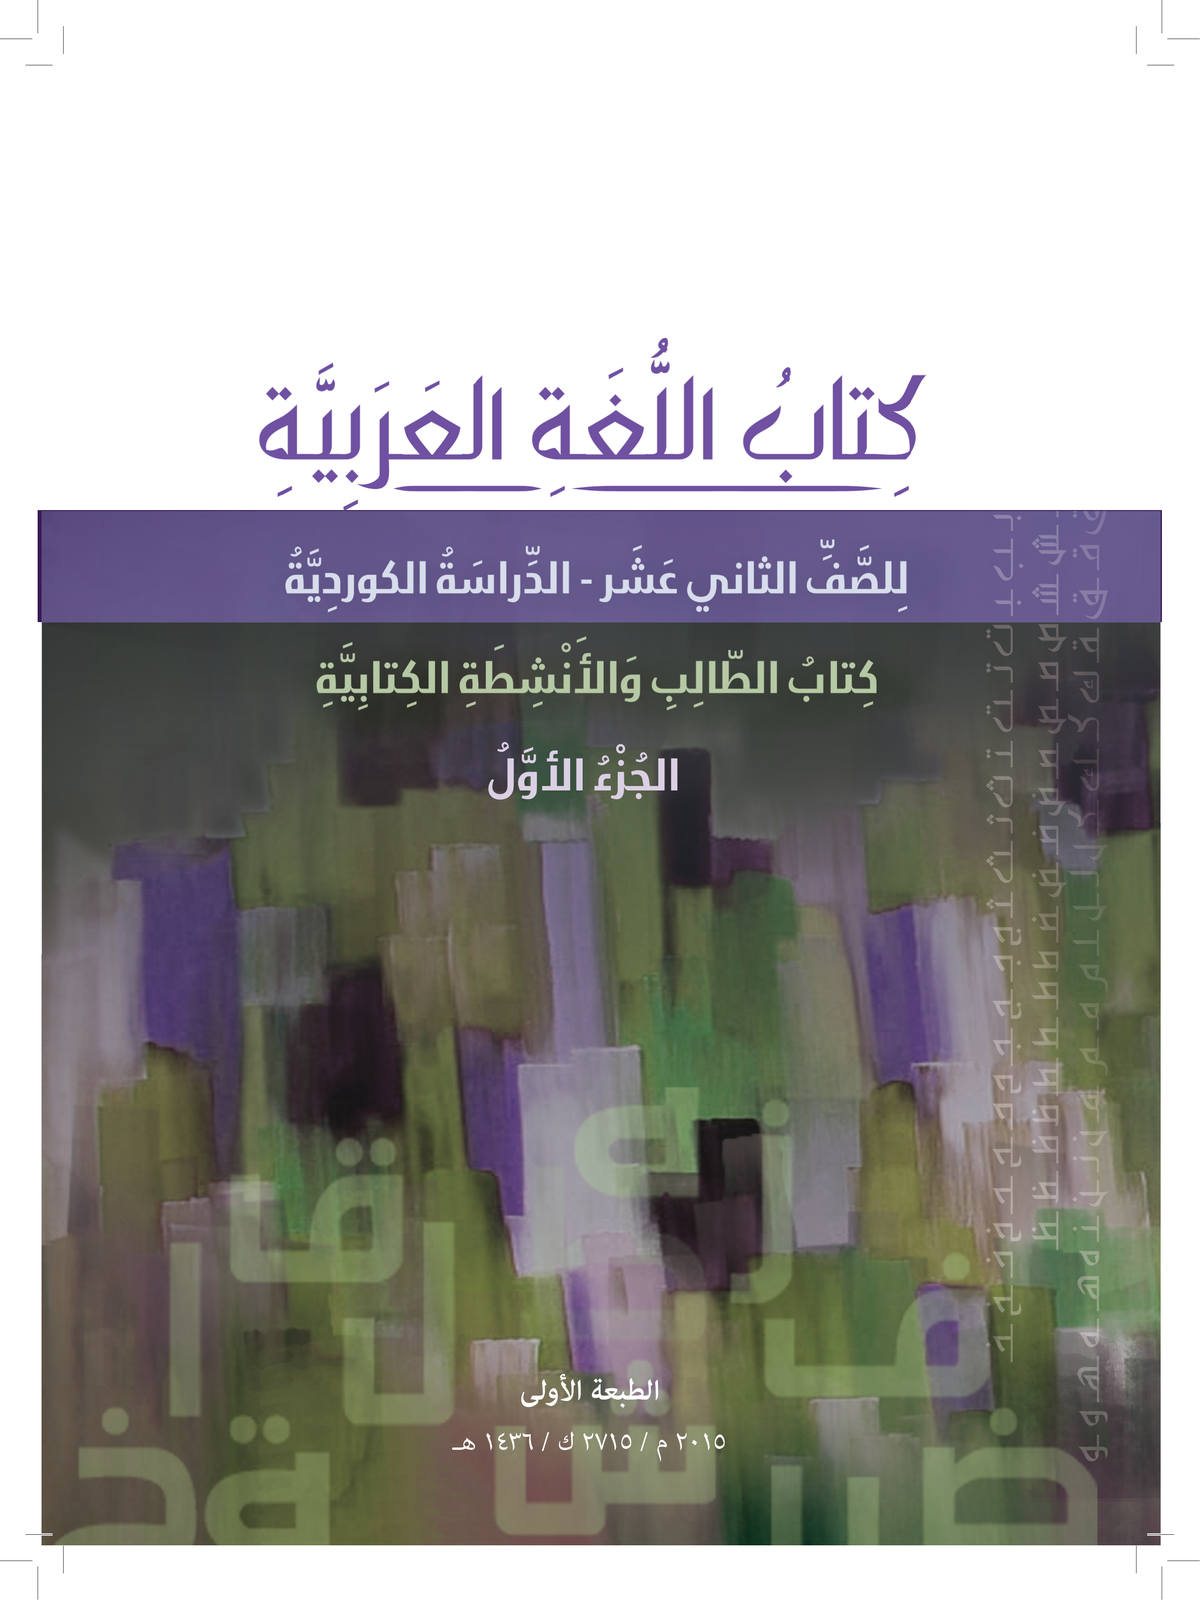 كِتابُ اللُّغَةِ العَرَبِيَّةِ
لِلصَّفِّ الثاني عَشَر - الدِّراسَةُ الكوردِيَّةُ
كِتابُ الطّالِبِ وَالأَنْشِطَةِ الكِتابِيَّةِ
الجُزْءُ الأوَّلُ
الطبعة الأولى
٢٠١٥ م / ٢٧١٥ ك / ١٤٣٦ هـ